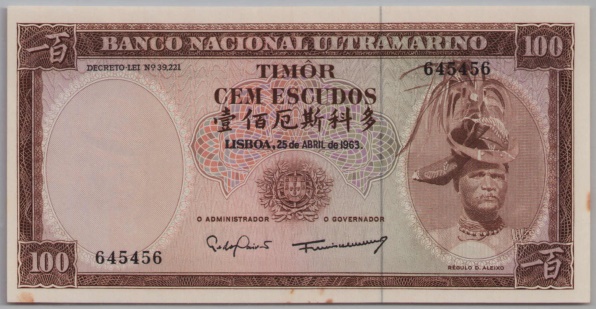 一百 BANCO NACIONAL ULTRAMARINO 100
DECRETO-LEI Nº 39.221
TIMÔR 645456
CEM ESCUDOS
壹佰厄斯科多
LISBOA, 25 de ABRIL de 1963.
O ADMINISTRADOR O GOVERNADOR
645456
RÉGULO D. ALEIXO
100 一百